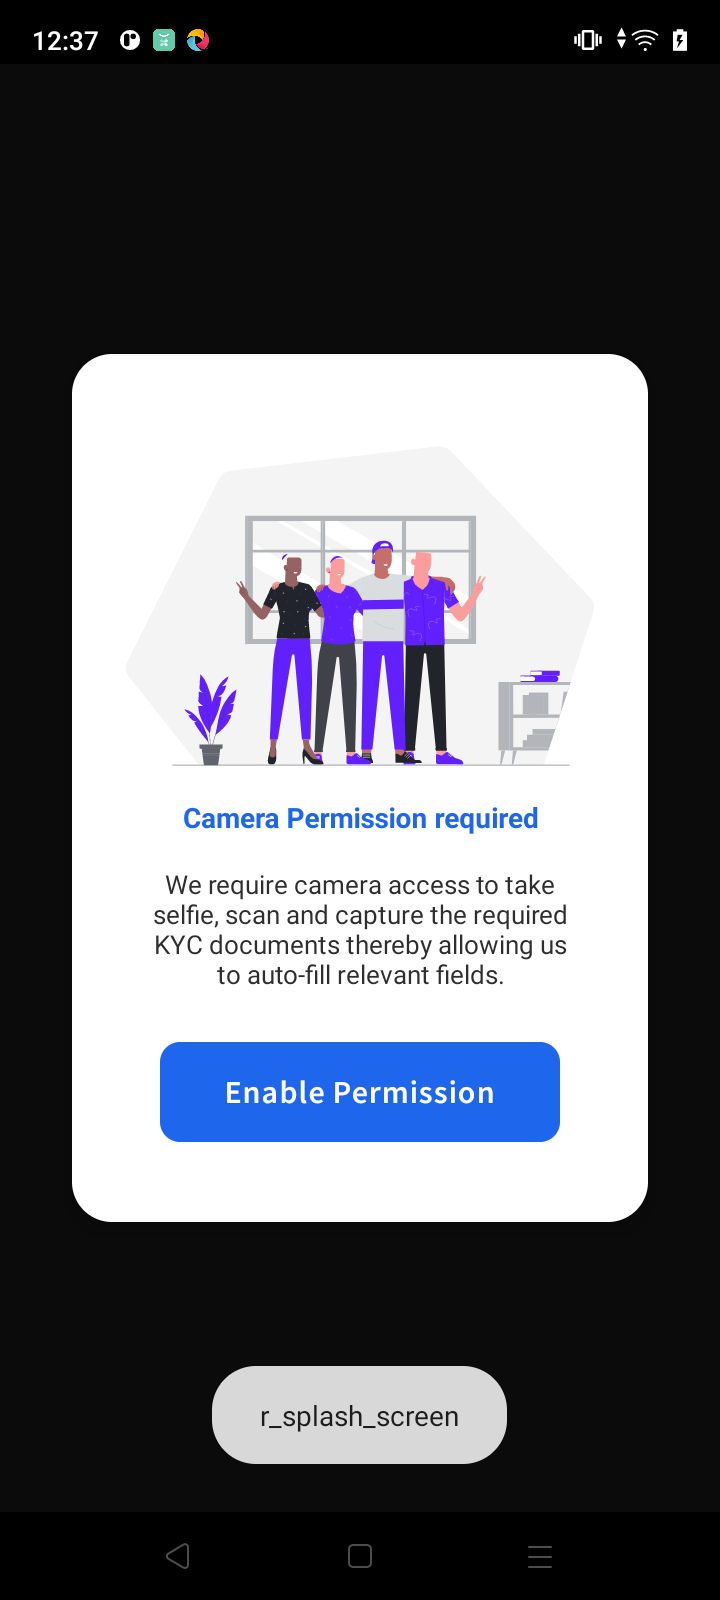 12:37
Camera Permission required
We require camera access to take
selfie, scan and capture the required
KYC documents thereby allowing us
to auto-fill relevant fields.
Enable Permission
r_splash_screen